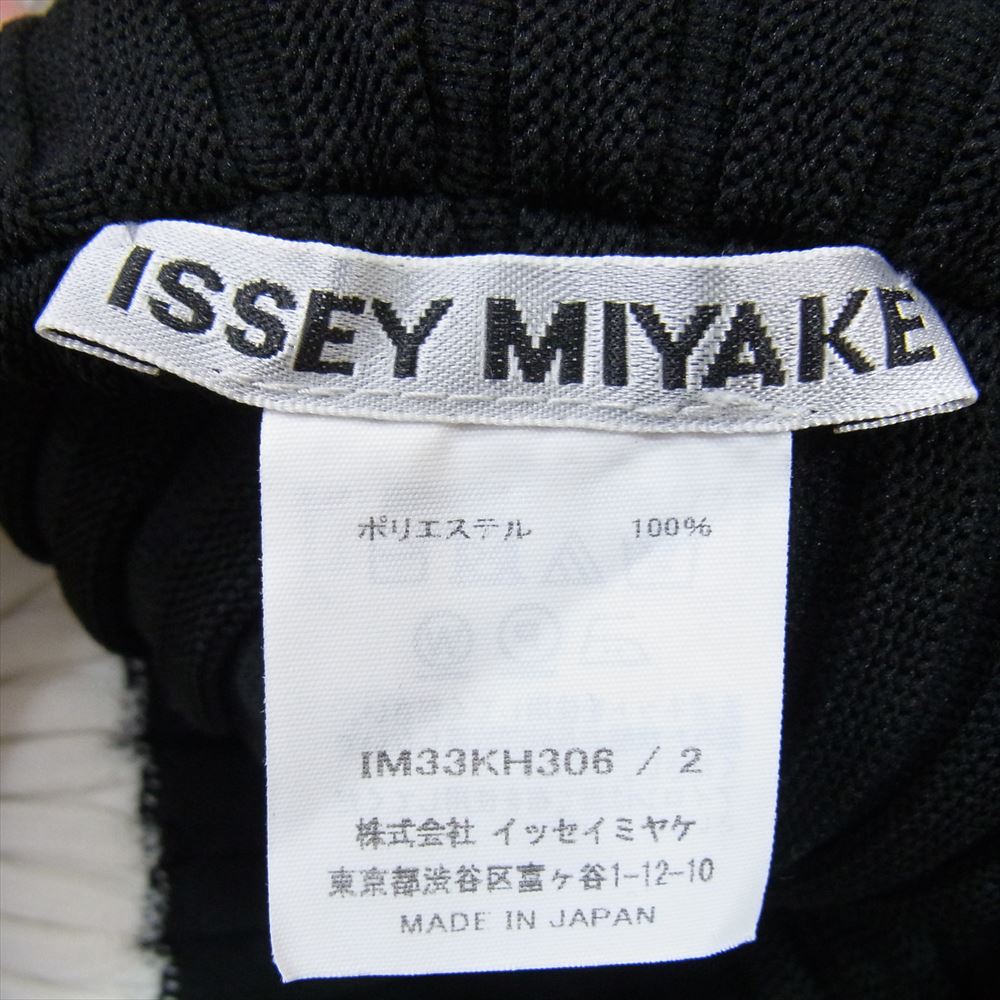 ISSEY MIYAKE
ポリエステル 100%
IM33KH306 / 2
株式会社 イッセイミヤケ
東京都渋谷区富ヶ谷1-12-10
MADE IN JAPAN